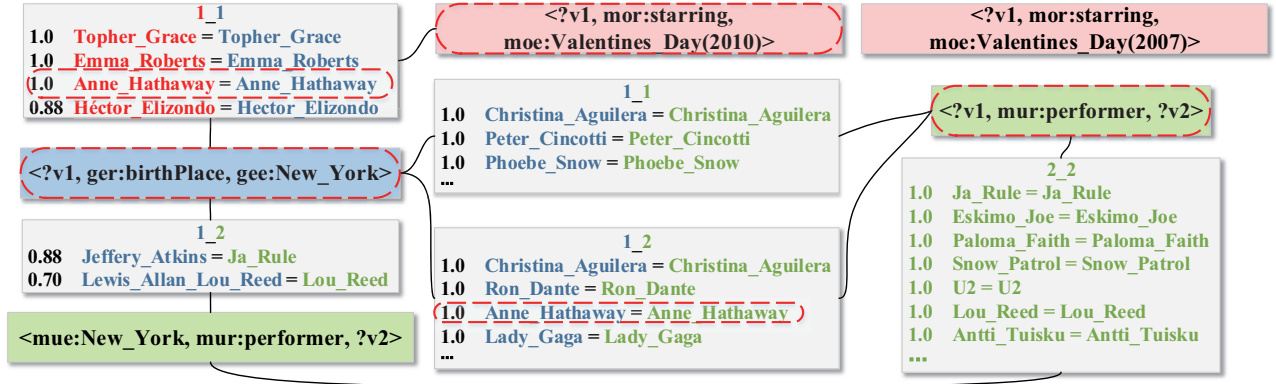 1_1
1.0 Topher_Grace = Topher_Grace
1.0 Emma_Roberts = Emma_Roberts
1.0 Anne_Hathaway = Anne_Hathaway
0.88 Héctor_Elizondo = Hector_Elizondo
<?v1, mor:starring,
moe:Valentines_Day(2010)>
<?v1, mor:starring,
moe:Valentines_Day(2007)>
<?v1, ger:birthPlace, gee:New_York>
1_1
1.0 Christina_Aguilera = Christina_Aguilera
1.0 Peter_Cincotti = Peter_Cincotti
1.0 Phoebe_Snow = Phoebe_Snow
...
<?v1, mur:performer, ?v2>
1_2
0.88 Jeffery_Atkins = Ja_Rule
0.70 Lewis_Allan_Lou_Reed = Lou_Reed
<mue:New_York, mur:performer, ?v2>
1_2
1.0 Christina_Aguilera = Christina_Aguilera
1.0 Ron_Dante = Ron_Dante
1.0 Anne_Hathaway = Anne_Hathaway
1.0 Lady_Gaga = Lady_Gaga
...
2_2
1.0 Ja_Rule = Ja_Rule
1.0 Eskimo_Joe = Eskimo_Joe
1.0 Paloma_Faith = Paloma_Faith
1.0 Snow_Patrol = Snow_Patrol
1.0 U2 = U2
1.0 Lou_Reed = Lou_Reed
1.0 Antti_Tuisku = Antti_Tuisku
...